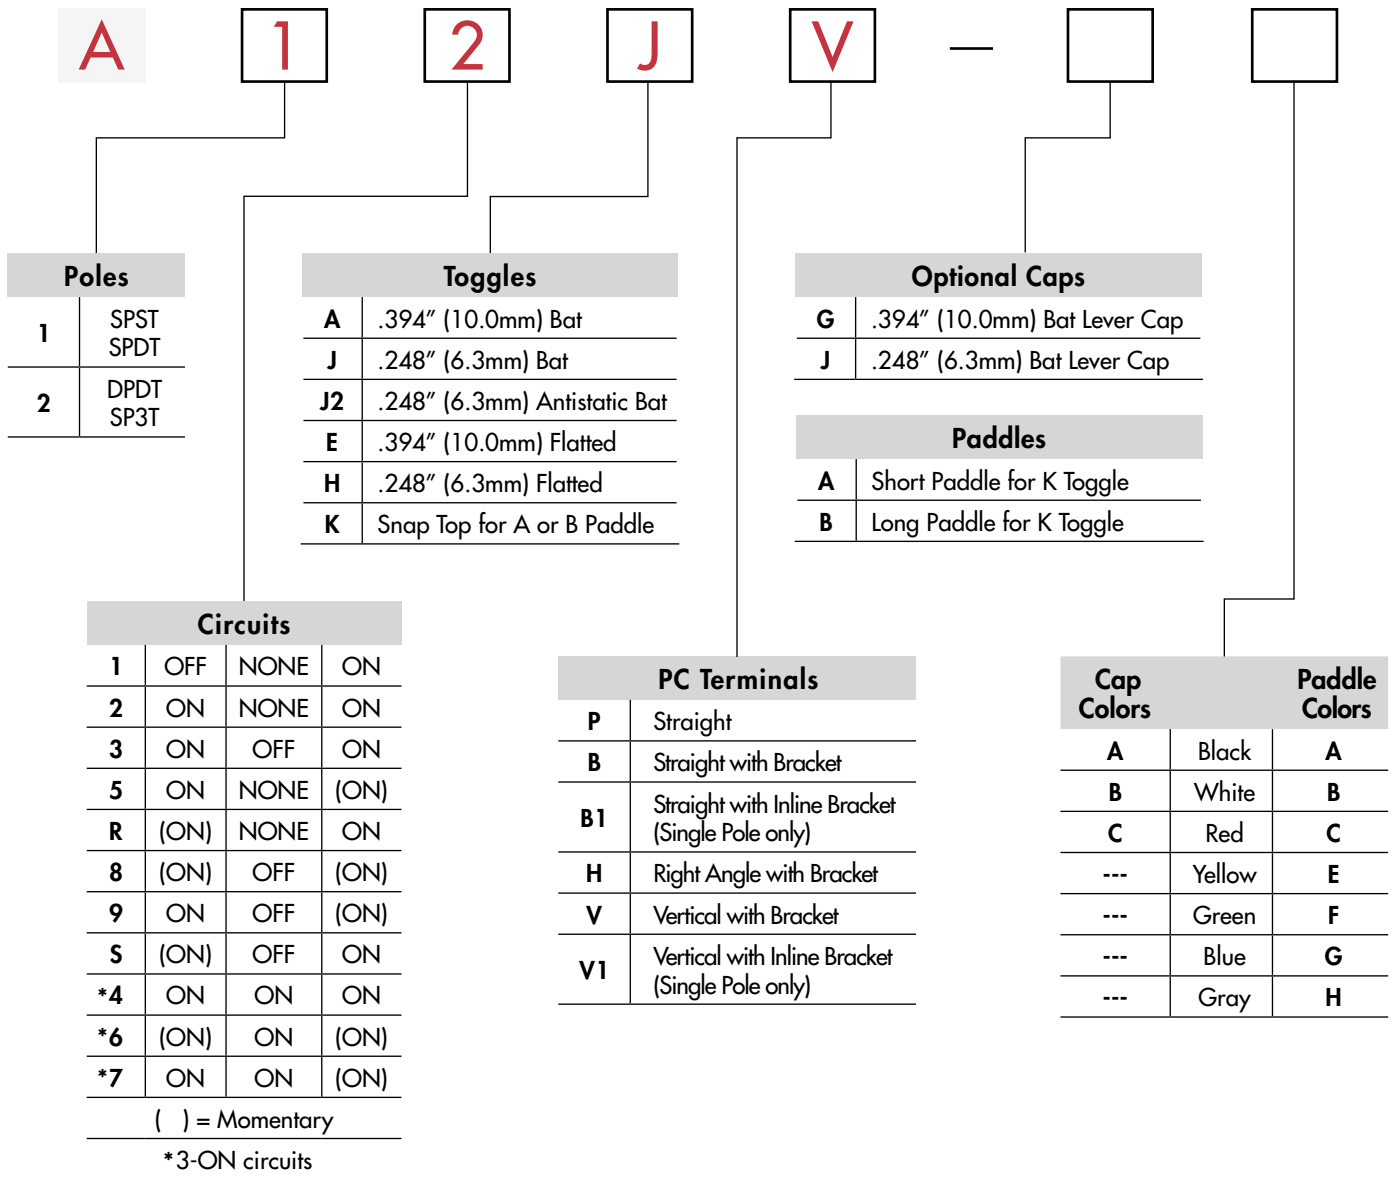 A 1 2 J V —
Poles
1 SPST SPDT
2 DPDT SP3T
Toggles
A .394" (10.0mm) Bat
J .248" (6.3mm) Bat
J2 .248" (6.3mm) Antistatic Bat
E .394" (10.0mm) Flatted
H .248" (6.3mm) Flatted
K Snap Top for A or B Paddle
Optional Caps
G .394" (10.0mm) Bat Lever Cap
J .248" (6.3mm) Bat Lever Cap
Paddles
A Short Paddle for K Toggle
B Long Paddle for K Toggle
Circuits
1 OFF NONE ON
2 ON NONE ON
3 ON OFF ON
5 ON NONE (ON)
R (ON) NONE ON
8 (ON) OFF (ON)
9 ON OFF (ON)
S (ON) OFF ON
*4 ON ON ON
*6 (ON) ON (ON)
*7 ON ON (ON)
( ) = Momentary
*3-ON circuits
PC Terminals
P Straight
B Straight with Bracket
B1 Straight with Inline Bracket
(Single Pole only)
H Right Angle with Bracket
V Vertical with Bracket
V1 Vertical with Inline Bracket
(Single Pole only)
Cap Colors Paddle Colors
A Black A
B White B
C Red C
--- Yellow E
--- Green F
--- Blue G
--- Gray H